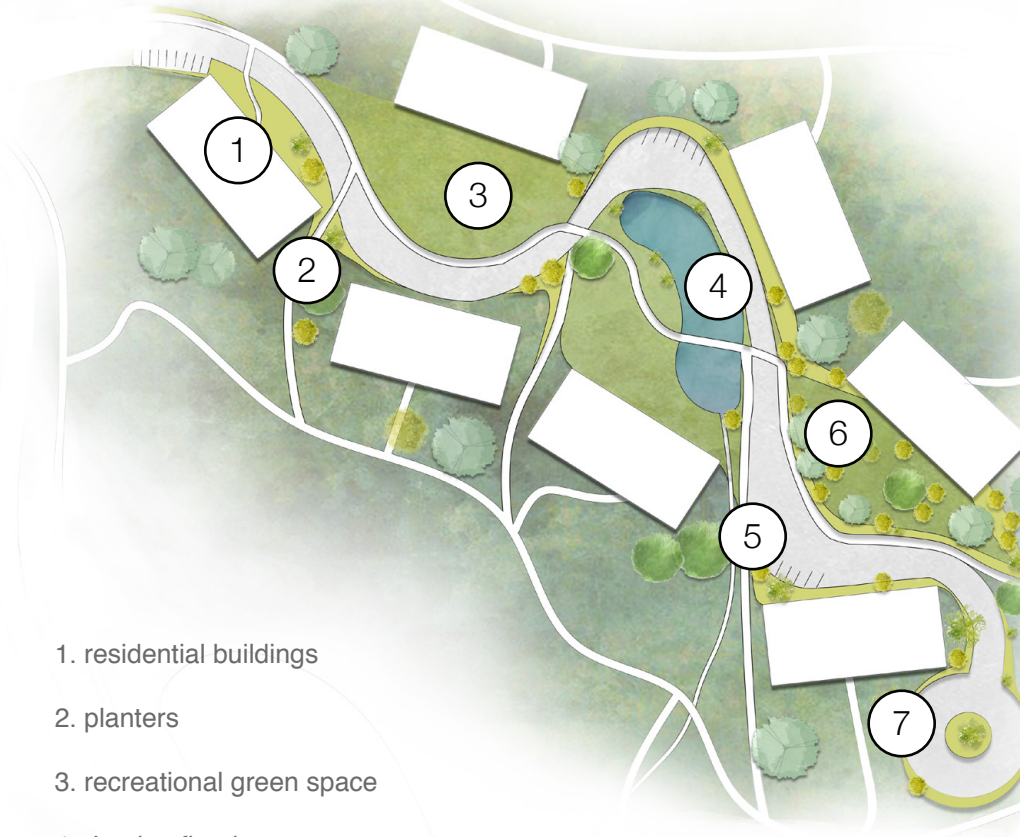 1
3
2
4
6
5
7
1. residential buildings
2. planters
3. recreational green space